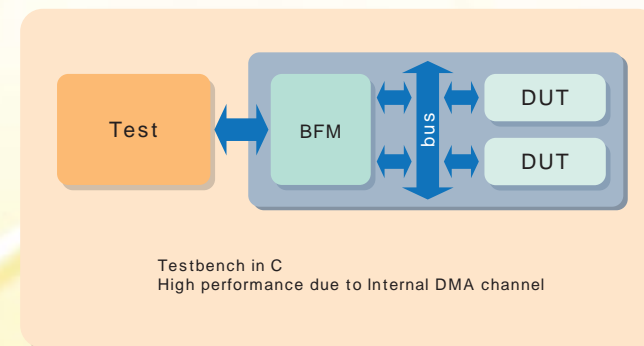 Test
BFM
bus
DUT
DUT
Testbench in C
High performance due to Internal DMA channel